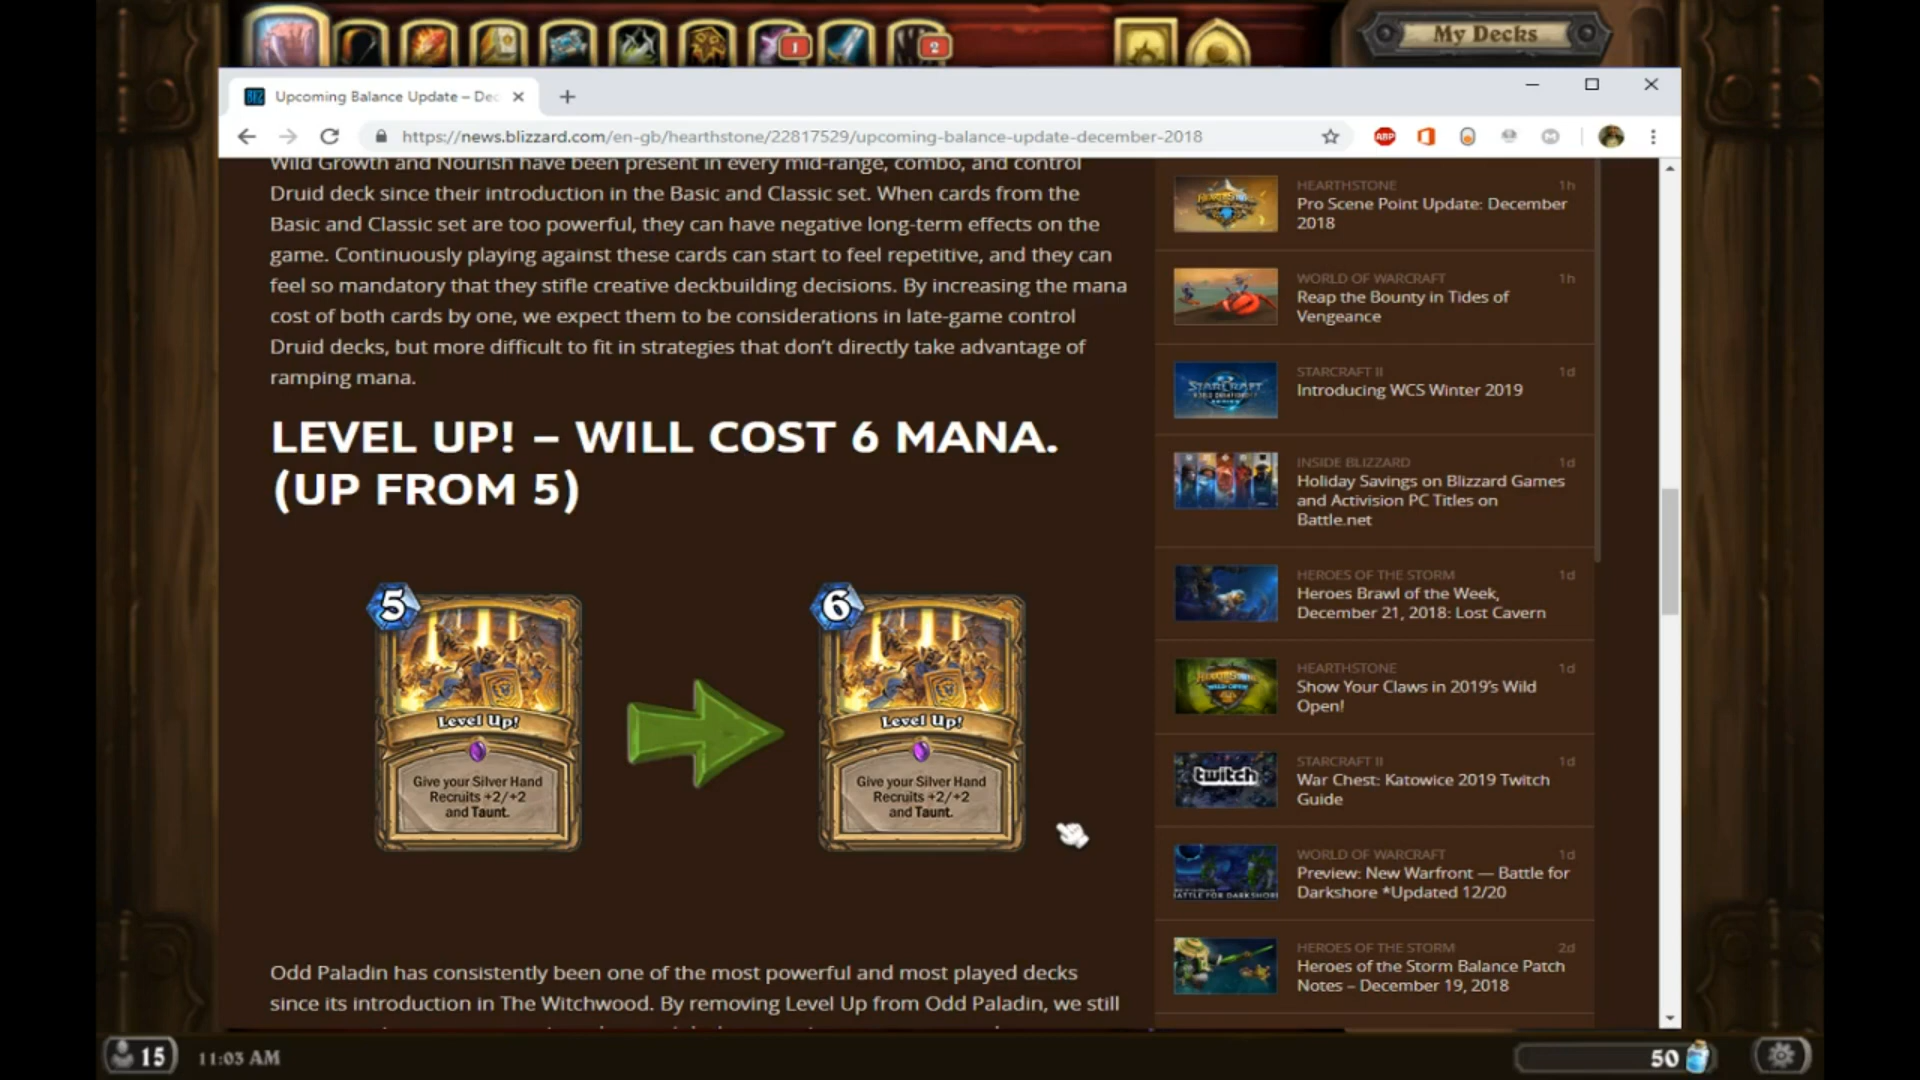 1
2
My Decks
Upcoming Balance Update – Dec
https://news.blizzard.com/en-gb/hearthstone/22817529/upcoming-balance-update-december-2018
ABP
Wild Growth and Nourish have been present in every mid-range, combo, and control
Druid deck since their introduction in the Basic and Classic set. When cards from the
Basic and Classic set are too powerful, they can have negative long-term effects on the
game. Continuously playing against these cards can start to feel repetitive, and they can
feel so mandatory that they stifle creative deckbuilding decisions. By increasing the mana
cost of both cards by one, we expect them to be considerations in late-game control
Druid decks, but more difficult to fit in strategies that don't directly take advantage of
ramping mana.
LEVEL UP! – WILL COST 6 MANA.
(UP FROM 5)
5
Level Up!
Give your Silver Hand
Recruits +2/+2
and Taunt.
6
Level Up!
Give your Silver Hand
Recruits +2/+2
and Taunt.
Odd Paladin has consistently been one of the most powerful and most played decks
since its introduction in The Witchwood. By removing Level Up from Odd Paladin, we still
HEARTHSTONE 1h
Pro Scene Point Update: December
2018
WORLD OF WARCRAFT 1h
Reap the Bounty in Tides of
Vengeance
STARCRAFT
STARCRAFT II 1d
Introducing WCS Winter 2019
INSIDE BLIZZARD 1d
Holiday Savings on Blizzard Games
and Activision PC Titles on
Battle.net
HEROES OF THE STORM 1d
Heroes Brawl of the Week,
December 21, 2018: Lost Cavern
HEARTHSTONE 1d
Show Your Claws in 2019's Wild
Open!
twitch
STARCRAFT II 1d
War Chest: Katowice 2019 Twitch
Guide
BATTLE FOR DARKSHORE
WORLD OF WARCRAFT 1d
Preview: New Warfront — Battle for
Darkshore *Updated 12/20
HEROES OF THE STORM 2d
Heroes of the Storm Balance Patch
Notes – December 19, 2018
15
11:03 AM
50